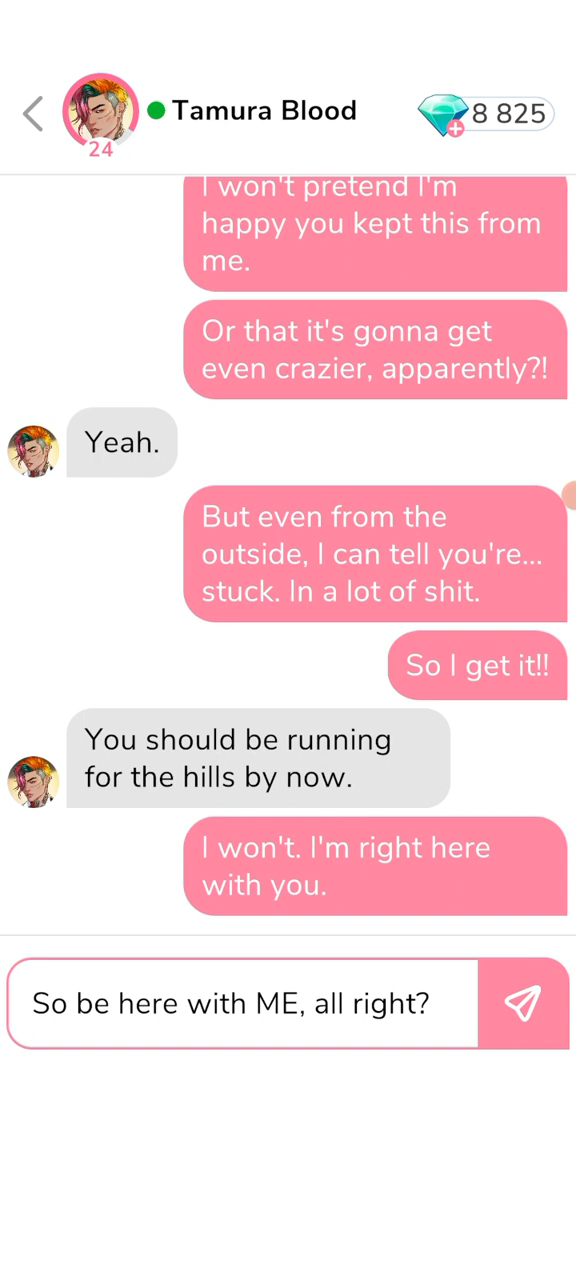 Tamura Blood
8 825
24
I won't pretend I'm
happy you kept this from
me.
Or that it's gonna get
even crazier, apparently?!
Yeah.
But even from the
outside, I can tell you're...
stuck. In a lot of shit.
So I get it!!
You should be running
for the hills by now.
I won't. I'm right here
with you.
So be here with ME, all right?